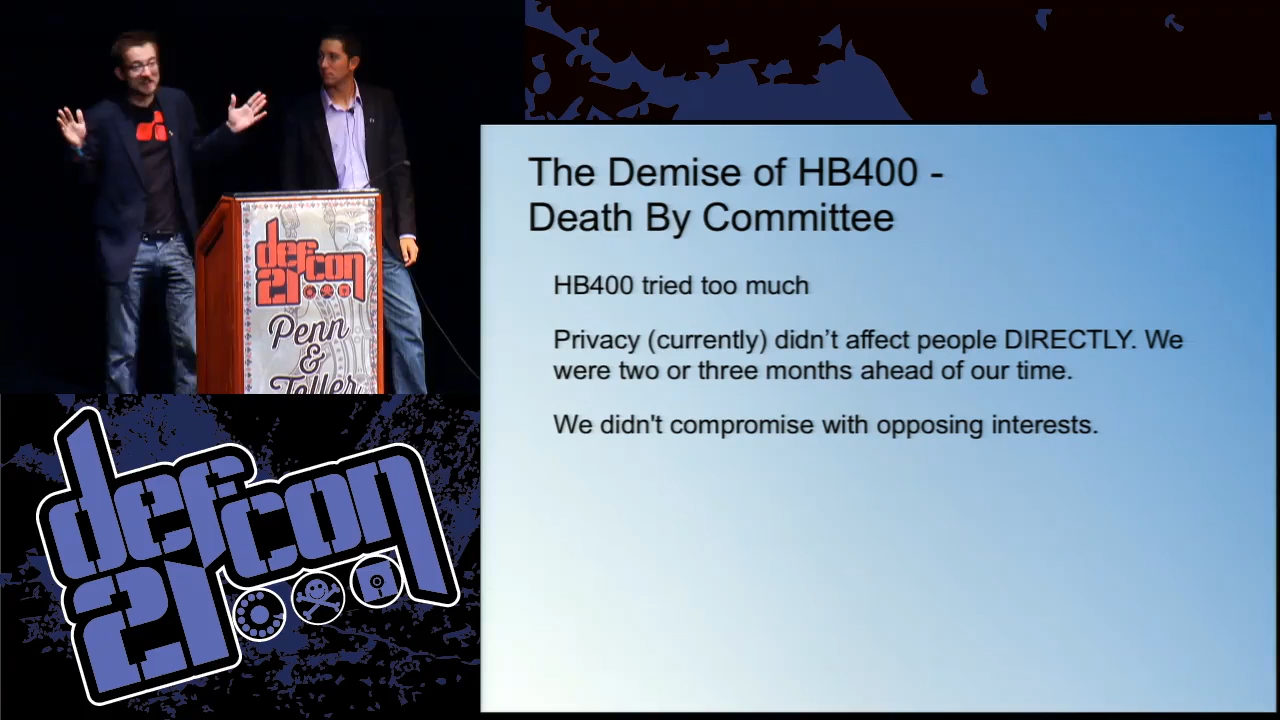 The Demise of HB400 -
Death By Committee
HB400 tried too much
Privacy (currently) didn’t affect people DIRECTLY. We
were two or three months ahead of our time.
We didn't compromise with opposing interests.
defcon
21
Penn
&
Teller
defcon
21